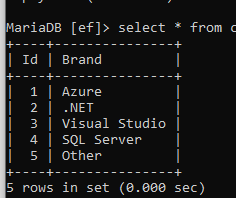 MariaDB [ef]> select * from
+----+---------------+
| Id | Brand         |
+----+---------------+
|  1 | Azure         |
|  2 | .NET          |
|  3 | Visual Studio |
|  4 | SQL Server    |
|  5 | Other         |
+----+---------------+
5 rows in set (0.000 sec)